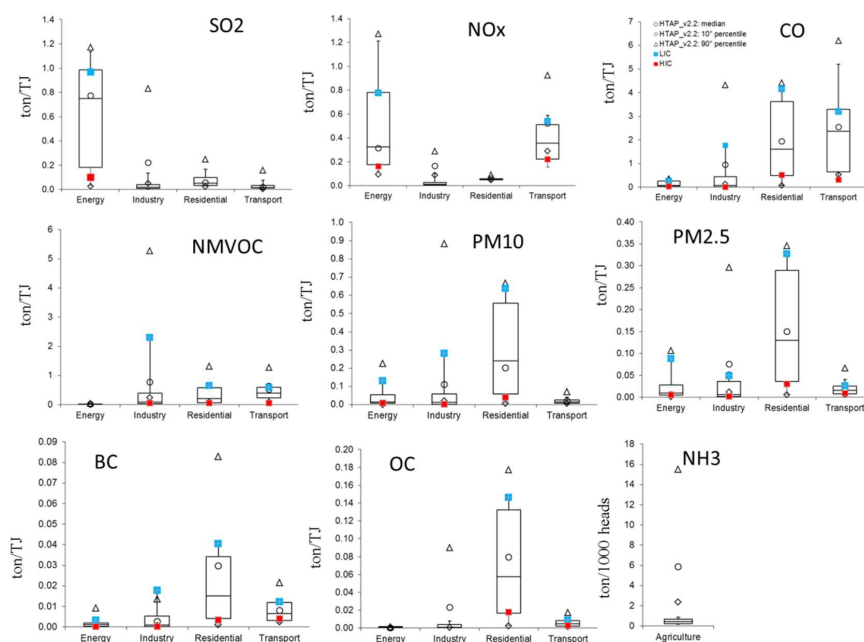 SO2
ton/TJ
1.4
1.2
1.0
0.8
0.6
0.4
0.2
0.0
Energy Industry Residential Transport
NOx
ton/TJ
1.4
1.2
1.0
0.8
0.6
0.4
0.2
0.0
Energy Industry Residential Transport
CO
HTAP_v2.2: median
HTAP_v2.2: 10° percentile
HTAP_v2.2: 90° percentile
LIC
HIC
ton/TJ
7
6
5
4
3
2
1
0
Energy Industry Residential Transport
NMVOC
ton/TJ
6
5
4
3
2
1
0
Energy Industry Residential Transport
PM10
ton/TJ
1.0
0.9
0.8
0.7
0.6
0.5
0.4
0.3
0.2
0.1
0.0
Energy Industry Residential Transport
PM2.5
ton/TJ
0.40
0.35
0.30
0.25
0.20
0.15
0.10
0.05
0.00
Energy Industry Residential Transport
BC
ton/TJ
0.09
0.08
0.07
0.06
0.05
0.04
0.03
0.02
0.01
0.00
Energy Industry Residential Transport
OC
ton/TJ
0.20
0.18
0.16
0.14
0.12
0.10
0.08
0.06
0.04
0.02
0.00
Energy Industry Residential Transport
NH3
ton/1000 heads
18
16
14
12
10
8
6
4
2
0
Agriculture